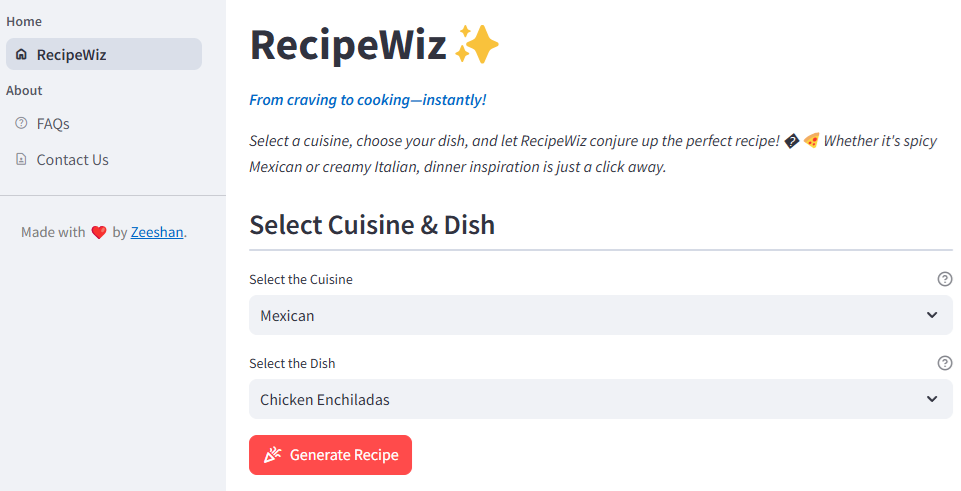 Home
RecipeWiz
About
FAQs
Contact Us
Made with ❤️ by Zeeshan.
RecipeWiz✨
From craving to cooking—instantly!
Select a cuisine, choose your dish, and let RecipeWiz conjure up the perfect recipe! � 🍕 Whether it's spicy
Mexican or creamy Italian, dinner inspiration is just a click away.
Select Cuisine & Dish
Select the Cuisine
Mexican
Select the Dish
Chicken Enchiladas
Generate Recipe